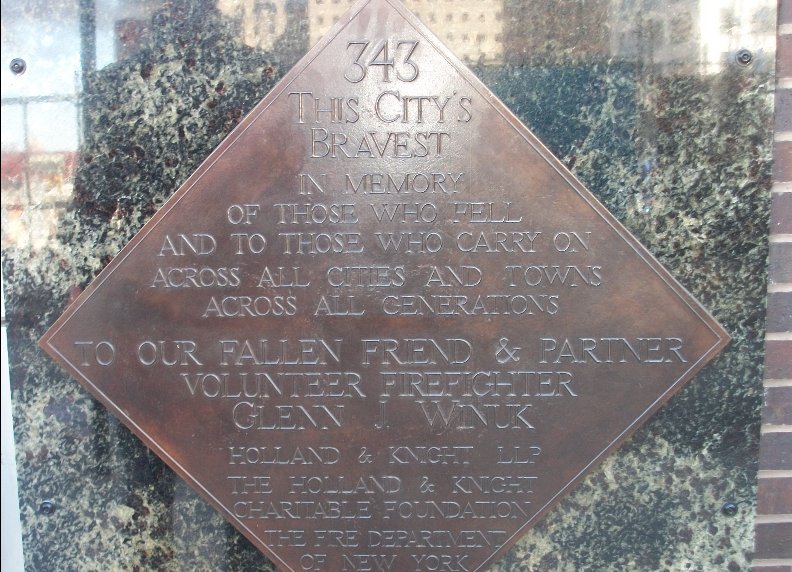 343
THIS CITY'S
BRAVEST
IN MEMORY
OF THOSE WHO FELL
AND TO THOSE WHO CARRY ON
ACROSS ALL CITIES AND TOWNS
ACROSS ALL GENERATIONS
TO OUR FALLEN FRIEND & PARTNER
VOLUNTEER FIREFIGHTER
GLENN J WINUK
HOLLAND & KNIGHT LLP
THE HOLLAND & KNIGHT
CHARITABLE FOUNDATION
THE FIRE DEPARTMENT
OF NEW YORK